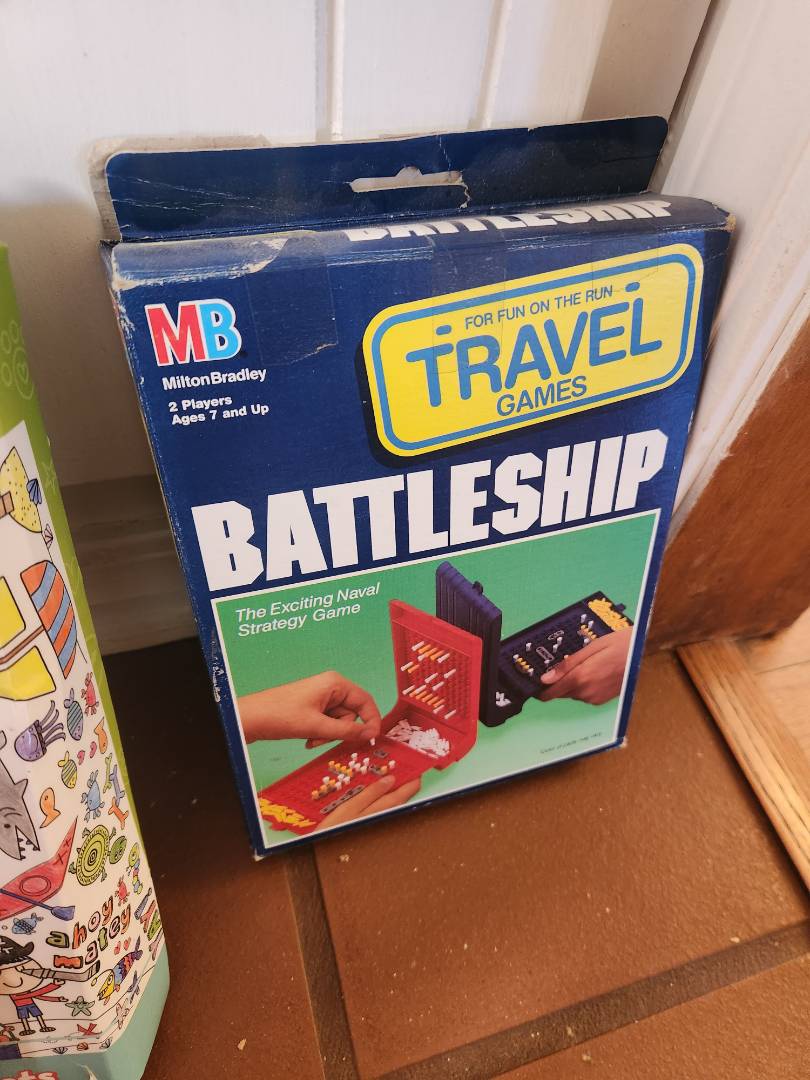 BATTLESHIP
MB
MiltonBradley
2 Players
Ages 7 and Up
FOR FUN ON THE RUN
TRAVEL
GAMES
BATTLESHIP
The Exciting Naval
Strategy Game
ahoy
matey